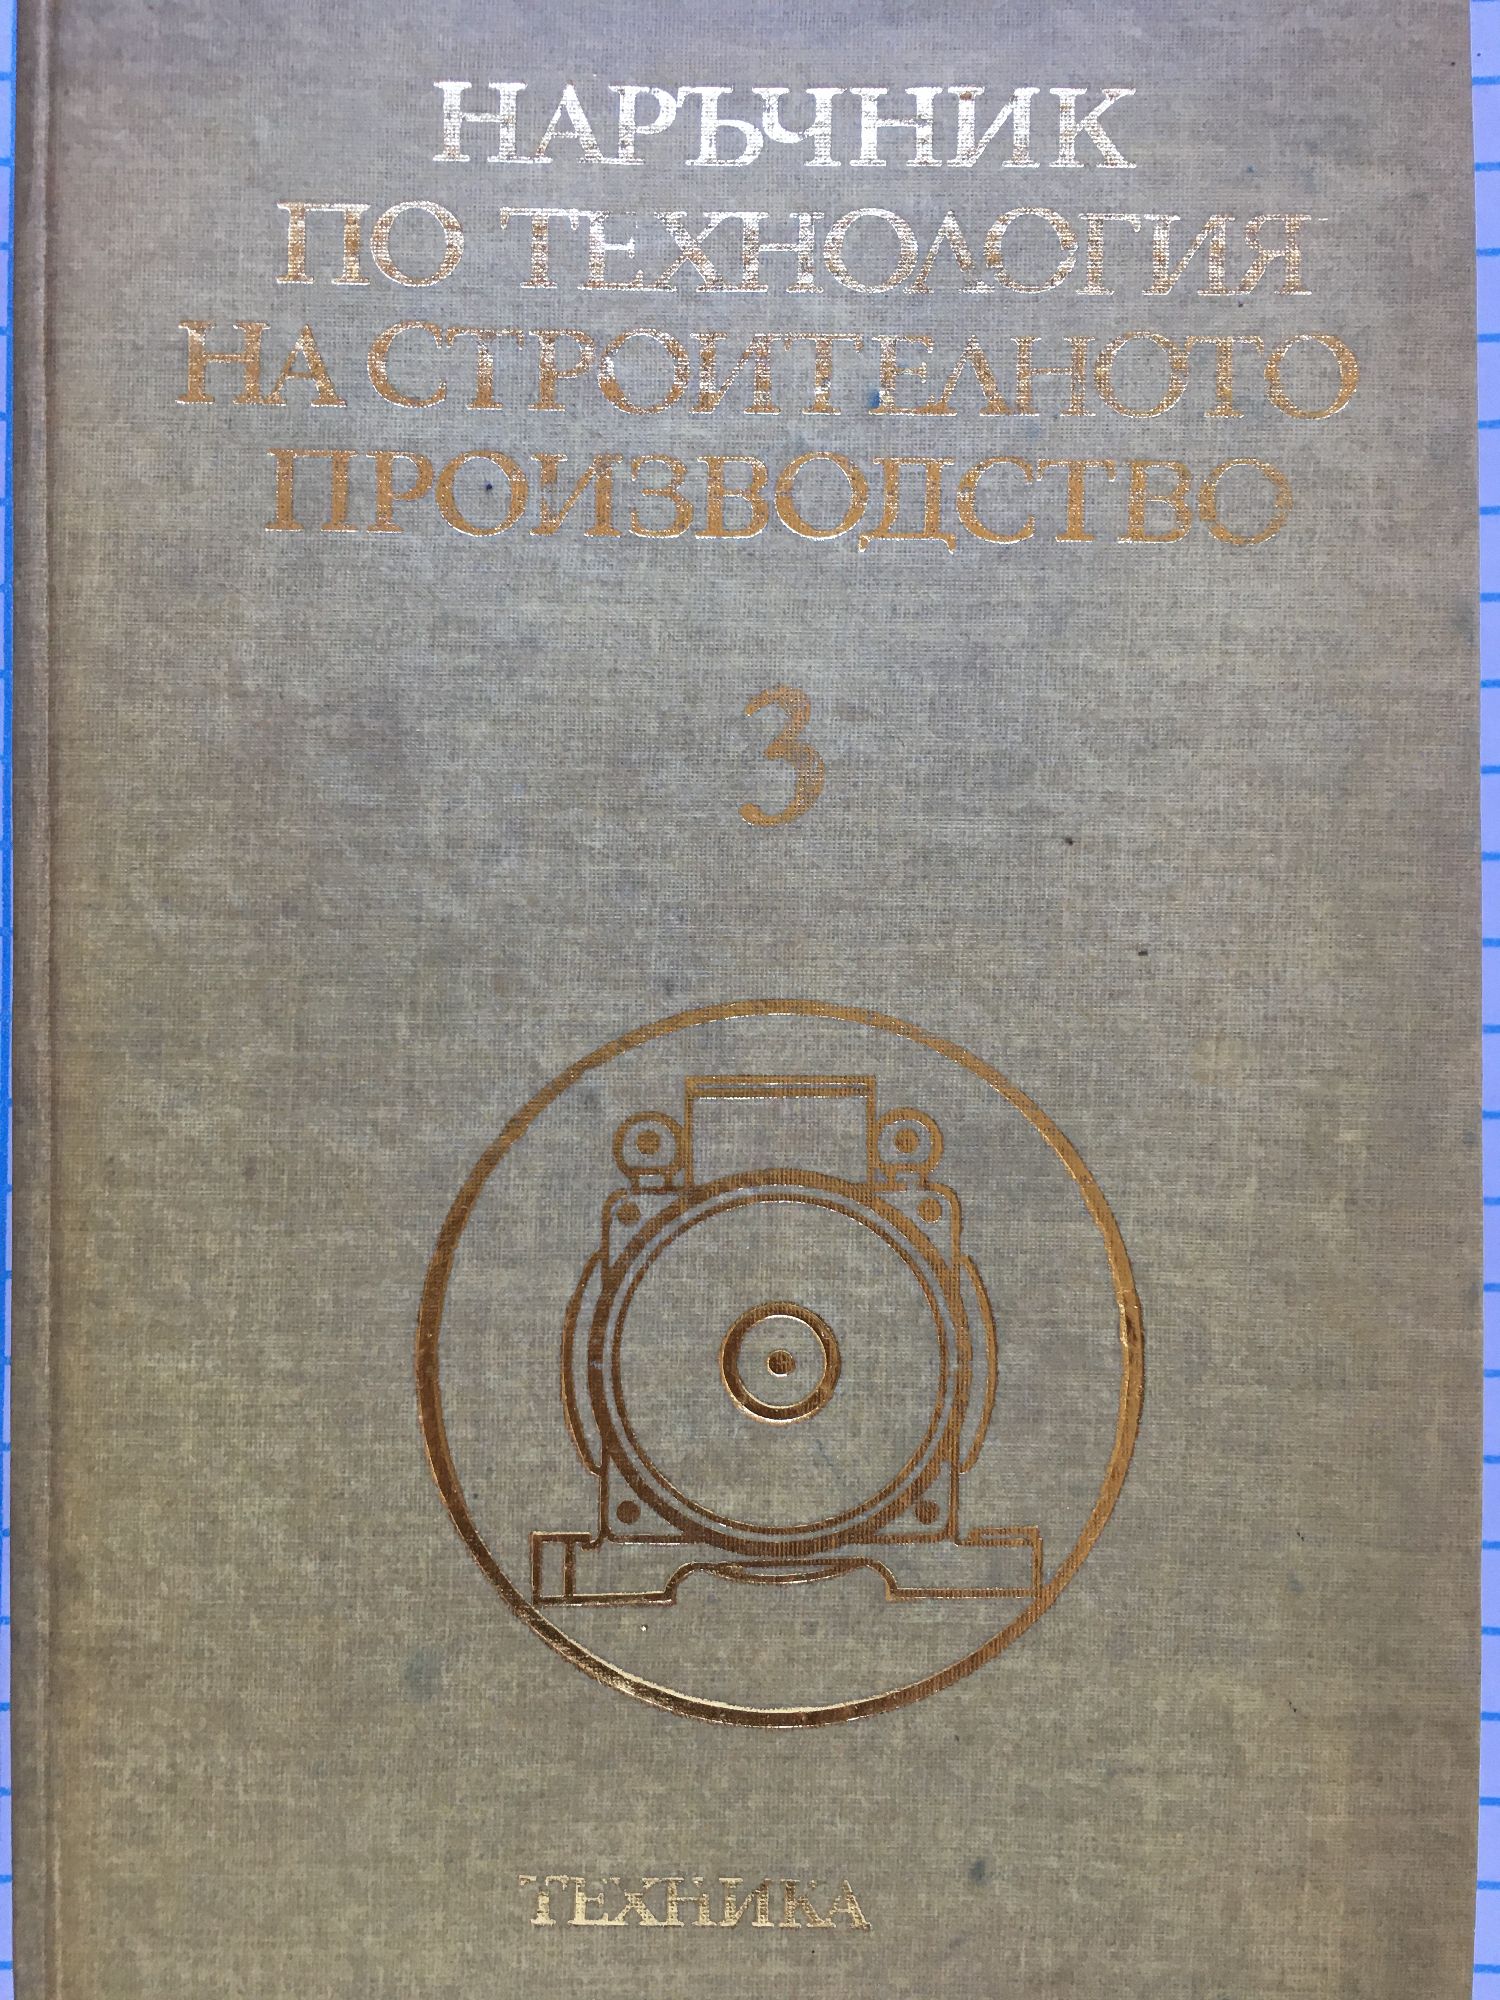 НАРЪЧНИК
ПО ТЕХНОЛОГИЯ
НА СТРОИТЕЛНОТО
ПРОИЗВОДСТВО
3
ТЕХНИКА